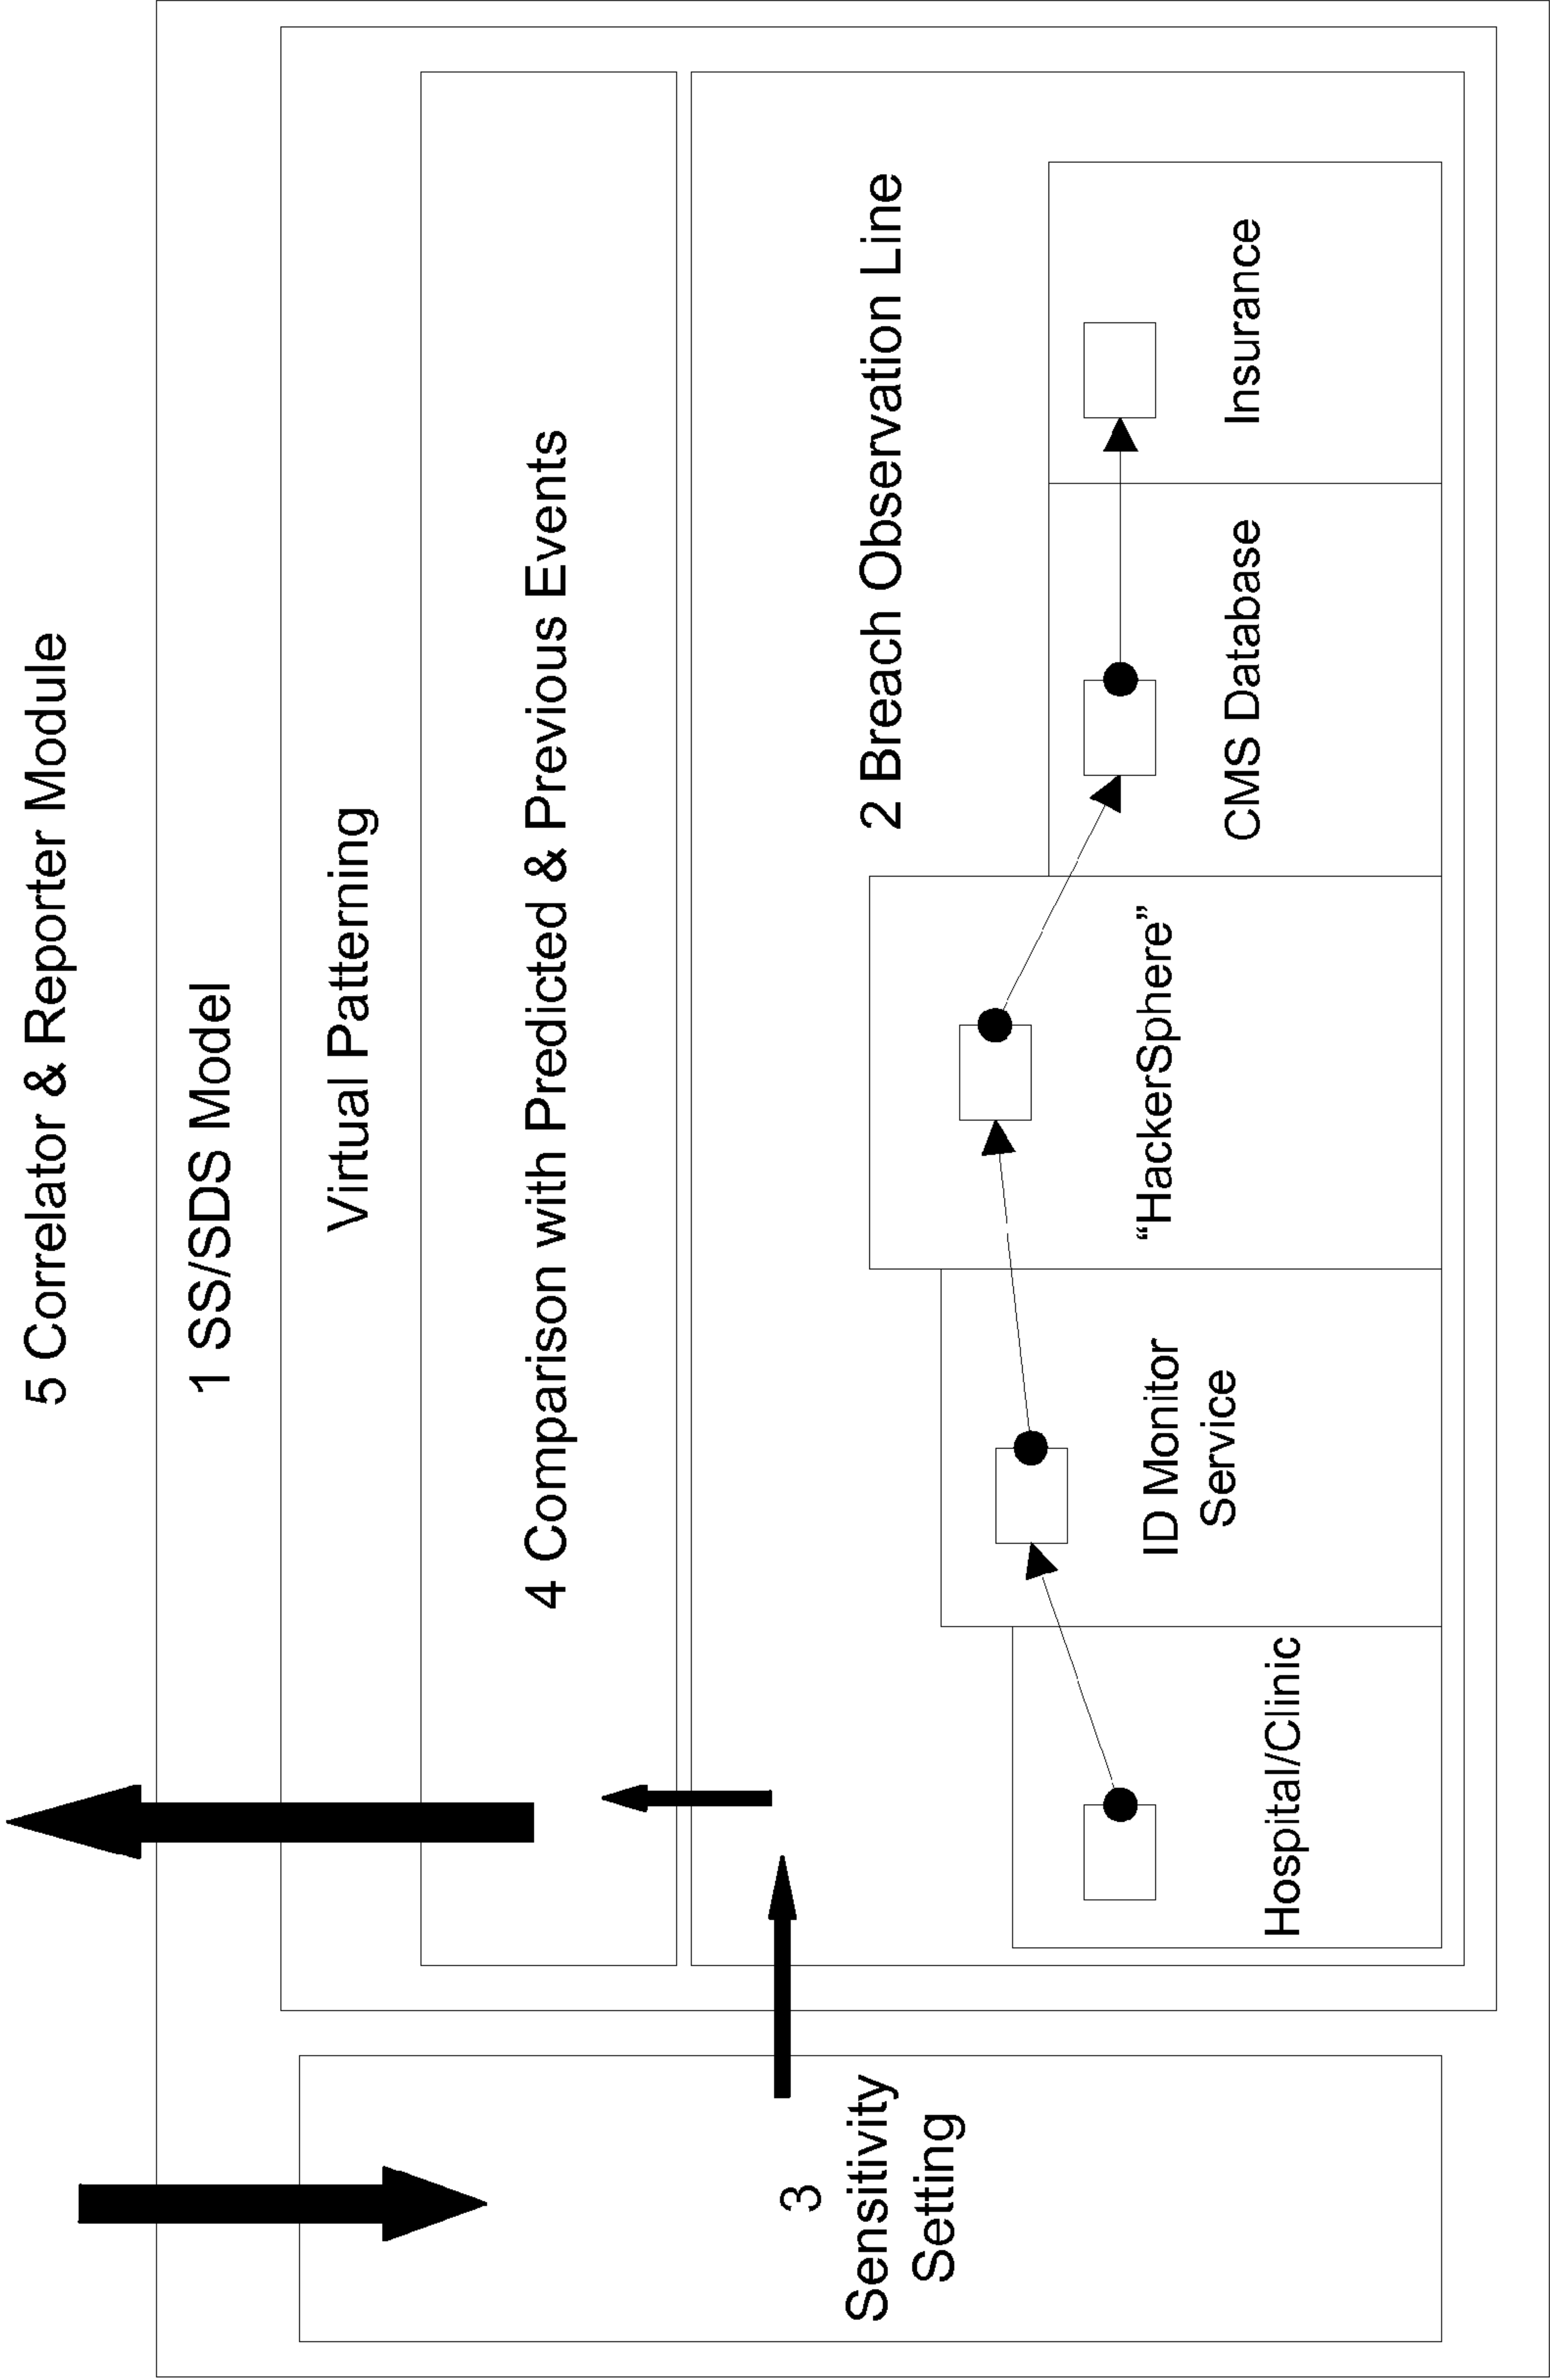 5 Correlator & Reporter Module
1 SS/SDS Model
Virtual Patterning
4 Comparison with Predicted & Previous Events
3
Sensitivity
Setting
2 Breach Observation Line
Hospital/Clinic
ID Monitor
Service
“HackerSphere”
CMS Database
Insurance